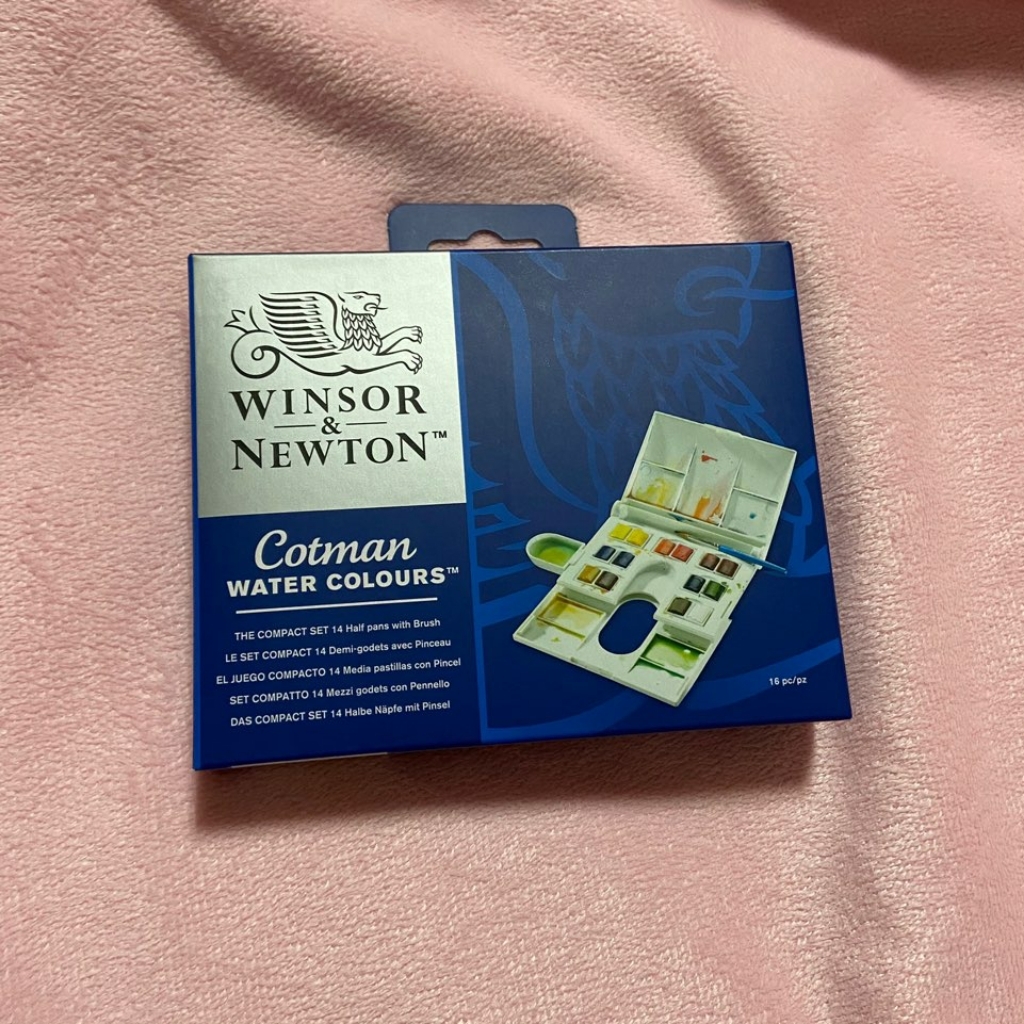 WINSOR
&
NEWTON™
Cotman
WATER COLOURS™
THE COMPACT SET 14 Half pans with Brush
LE SET COMPACT 14 Demi-godets avec Pinceau
EL JUEGO COMPACTO 14 Media pastillas con Pincel
SET COMPATTO 14 Mezzi godets con Pennello
DAS COMPACT SET 14 Halbe Näpfe mit Pinsel
16 pc/pz